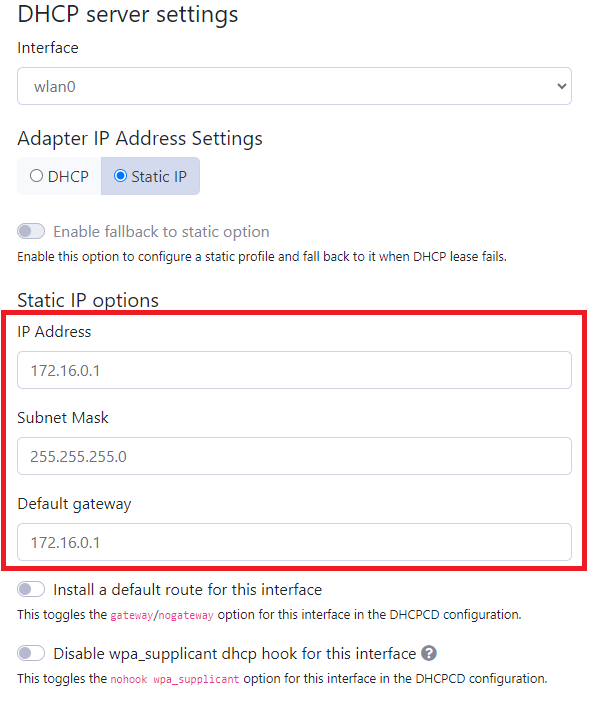 DHCP server settings
Interface
wlan0
Adapter IP Address Settings
DHCP Static IP
Enable fallback to static option
Enable this option to configure a static profile and fall back to it when DHCP lease fails.
Static IP options
IP Address
172.16.0.1
Subnet Mask
255.255.255.0
Default gateway
172.16.0.1
Install a default route for this interface
This toggles the gateway/nogateway option for this interface in the DHCPCD configuration.
Disable wpa_supplicant dhcp hook for this interface ?
This toggles the nohook wpa_supplicant option for this interface in the DHCPCD configuration.